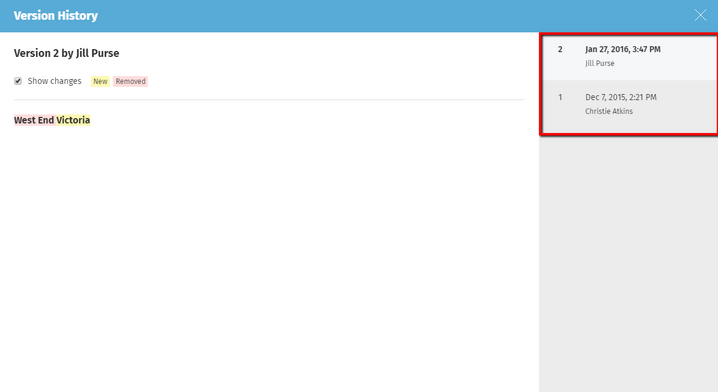 Version History
Version 2 by Jill Purse
Show changes New Removed
West End Victoria
2 Jan 27, 2016, 3:47 PM
Jill Purse
1 Dec 7, 2015, 2:21 PM
Christie Atkins